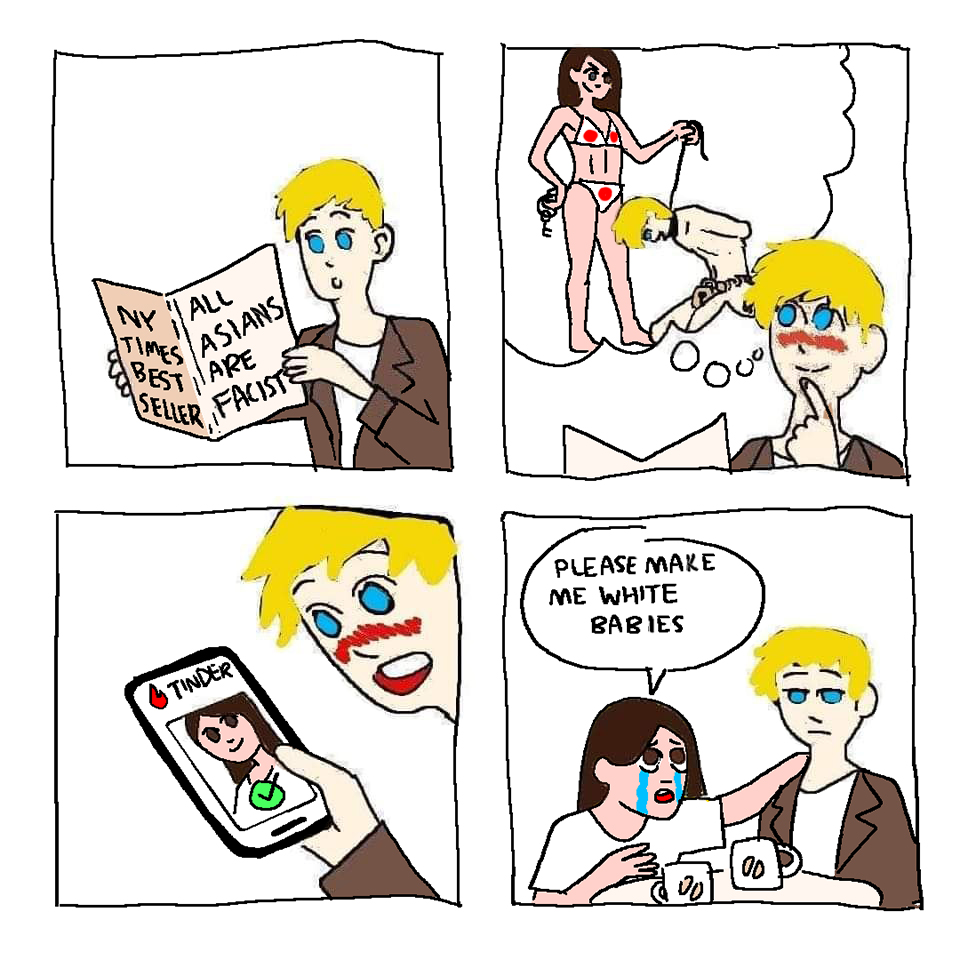 NY
TIMES
BEST
SELLER
ALL
ASIANS
ARE
FACIST
TINDER
PLEASE MAKE
ME WHITE
BABIES